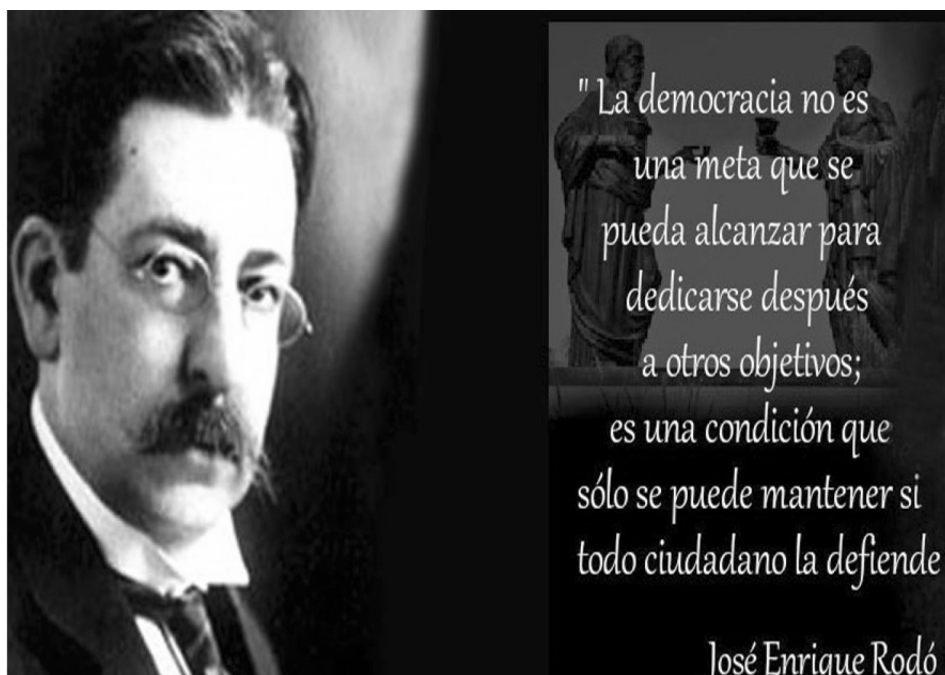 " La democracia no es
una meta que se
pueda alcanzar para
dedicarse después
a otros objetivos;
es una condición que
sólo se puede mantener si
todo ciudadano la defiende
José Enrique Rodó